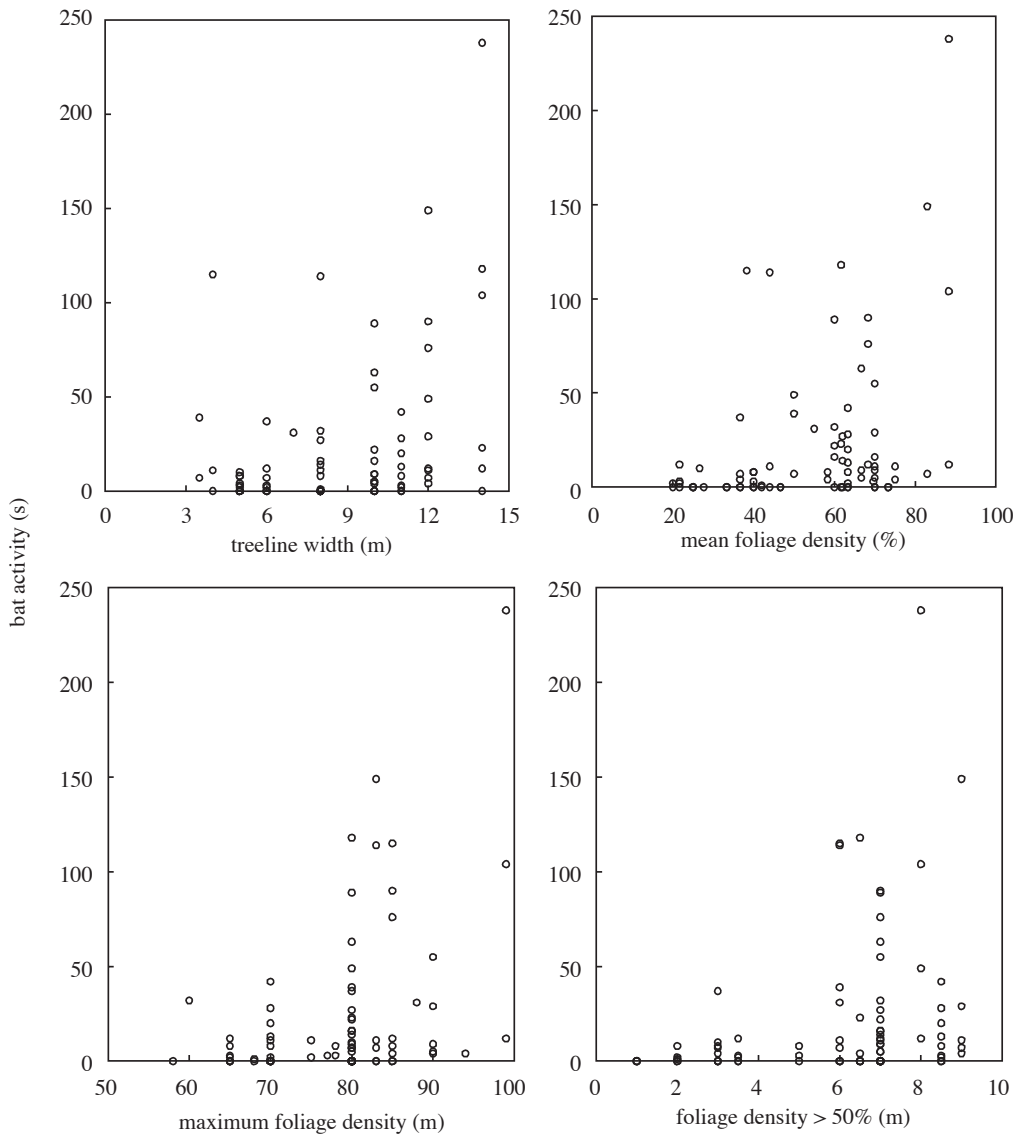 bat activity (s)
250
200
150
100
50
0
0 3 6 9 12 15
treeline width (m)
250
200
150
100
50
0
0 20 40 60 80 100
mean foliage density (%)
250
200
150
100
50
0
50 60 70 80 90 100
maximum foliage density (m)
250
200
150
100
50
0
0 2 4 6 8 10
foliage density > 50% (m)